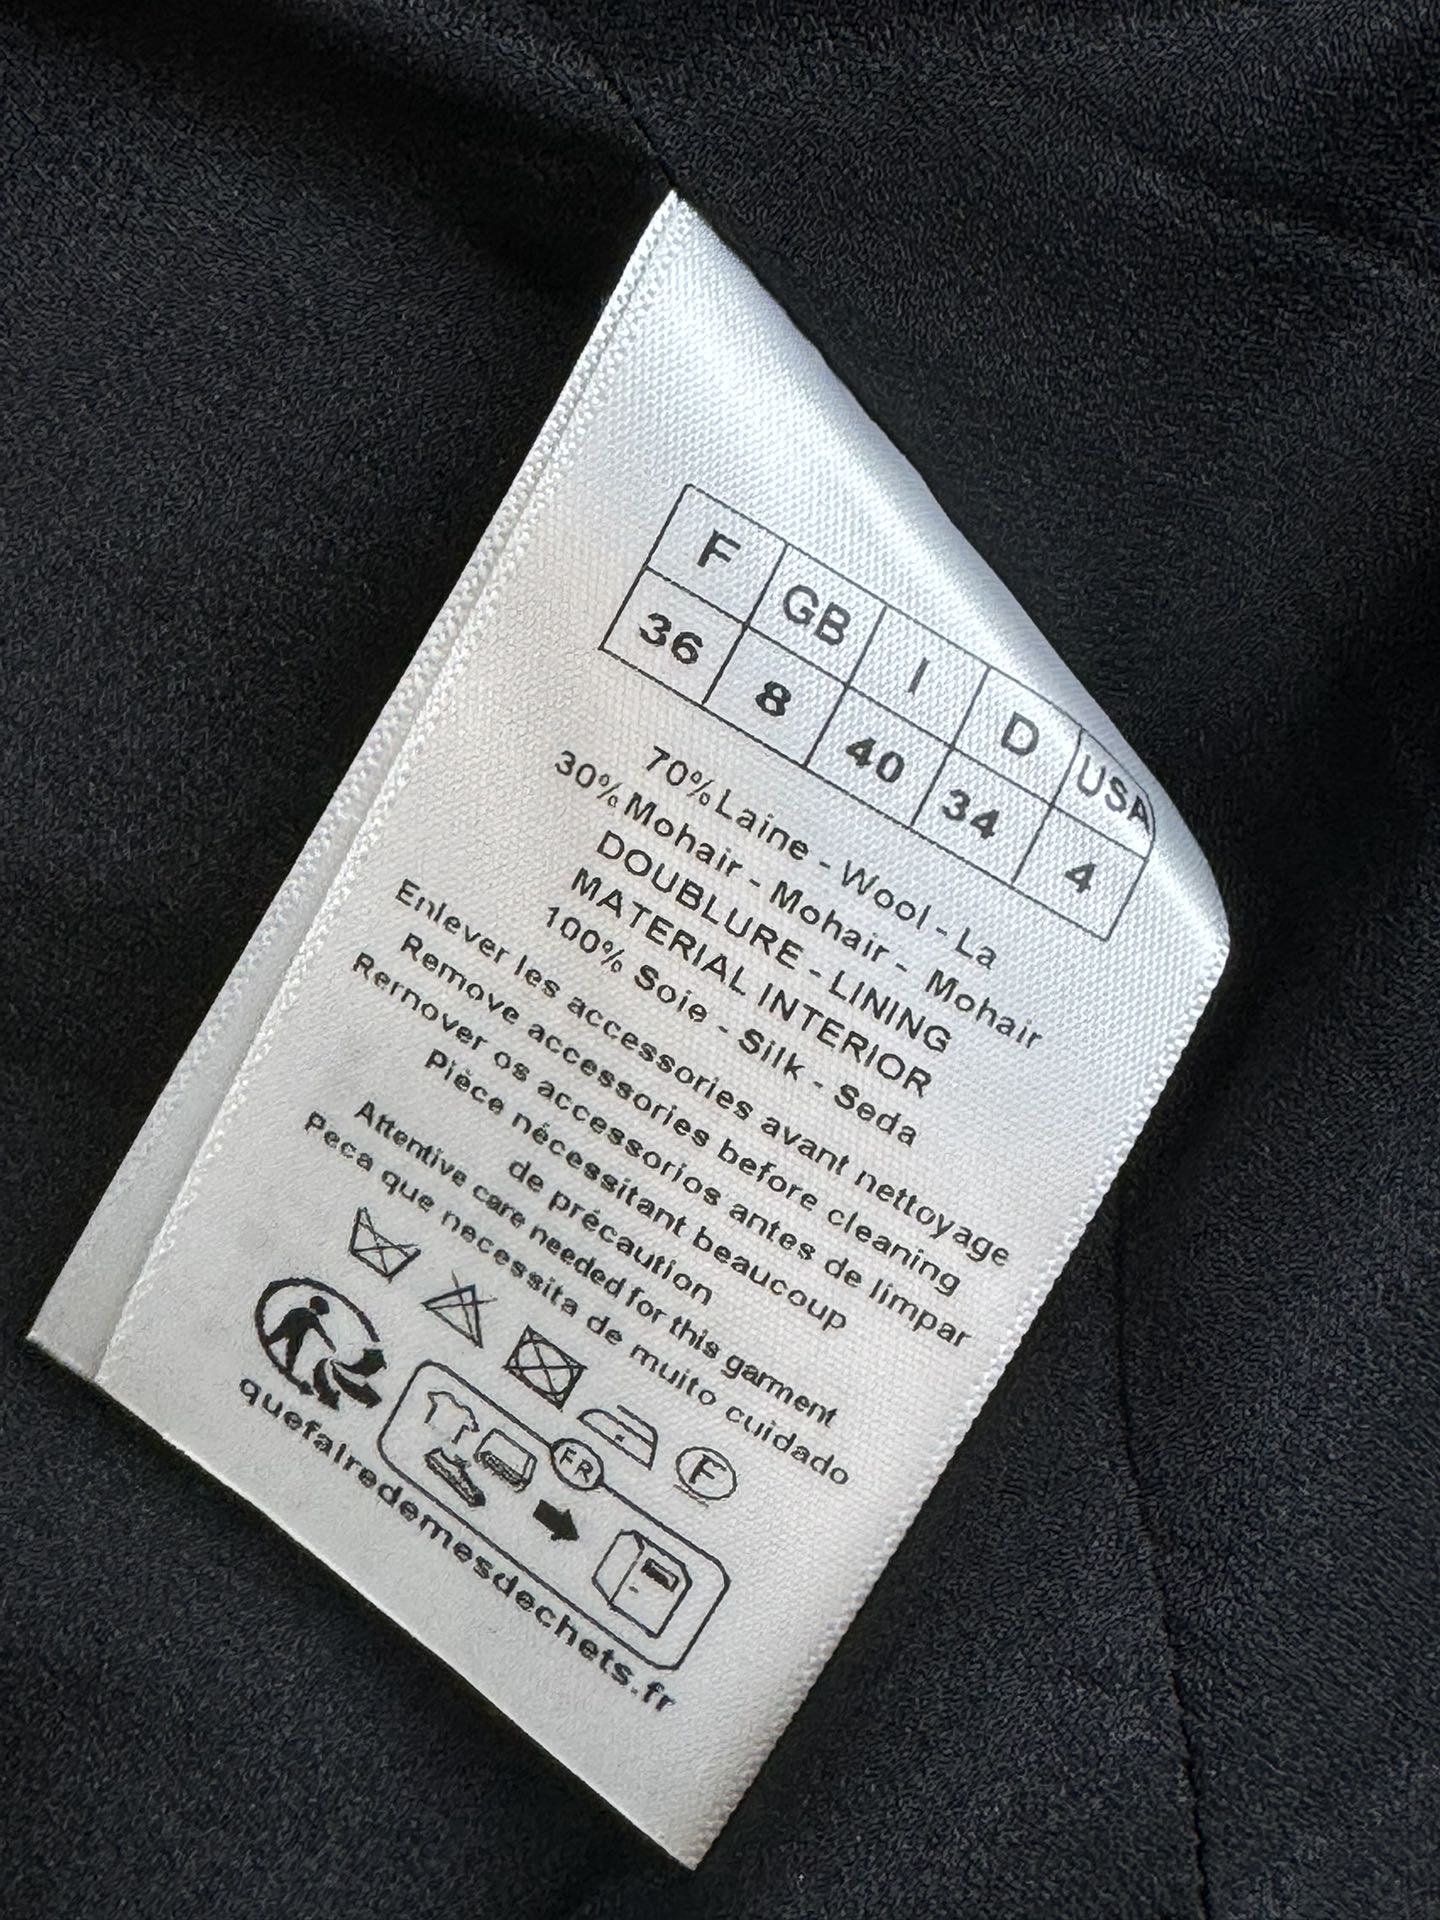 F GB I D USA
36 8 40 34 4
70%Laine - Wool - La
30%Mohair - Mohair - Mohair
DOUBLURE - LINING
MATERIAL INTERIOR
100% Soie - Silk - Seda
Enlever les accessories avant nettoyage
Remove accessories before cleaning
Rernover os accessorios antes de limpar
Pièce nécessitant beaucoup
de précaution
Attentive care needed for this garment
Peca que necessita de muito cuidado
F
FR
quefairedemesdechets.fr